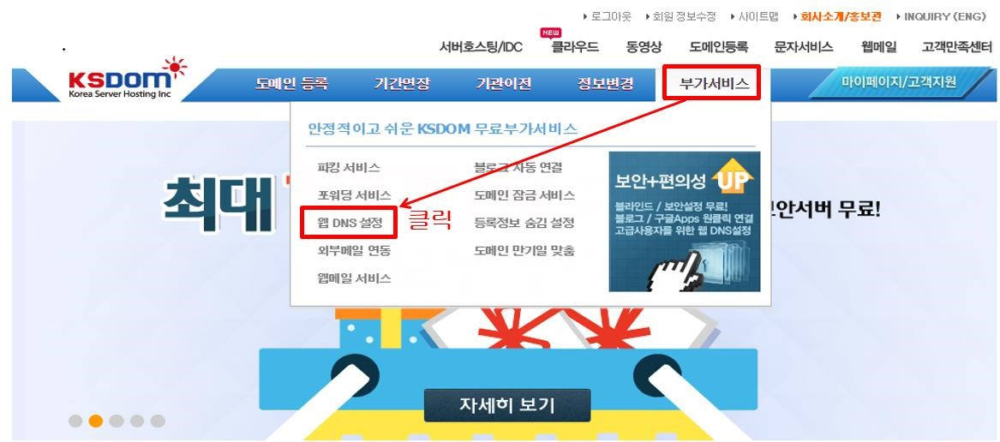 로그아웃 회원정보수정 사이트맵 회사소개/홍보관 INQUIRY (ENG)
NEW
서버호스팅/IDC 클라우드 동영상 도메인등록 문자서비스 웹메일 고객만족센터
KSDOM
Korea Server Hosting Inc
도메인 등록 기간연장 기관이전 정보변경 부가서비스 마이페이지/고객지원
안정적이고 쉬운 KSDOM 무료부가서비스
파킹 서비스 블로그 자동 연결
포워딩 서비스 도메인 잠금 서비스
웹 DNS 설정 클릭 등록정보 숨김 설정
외부메일 연동 도메인 만기일 맞춤
웹메일 서비스
보안+편의성 UP
블라인드 / 보안설정 무료!
블로그 / 구글Apps 원클릭 연결
고급사용자를 위한 웹 DNS설정
최대
보안서버 무료!
자세히 보기